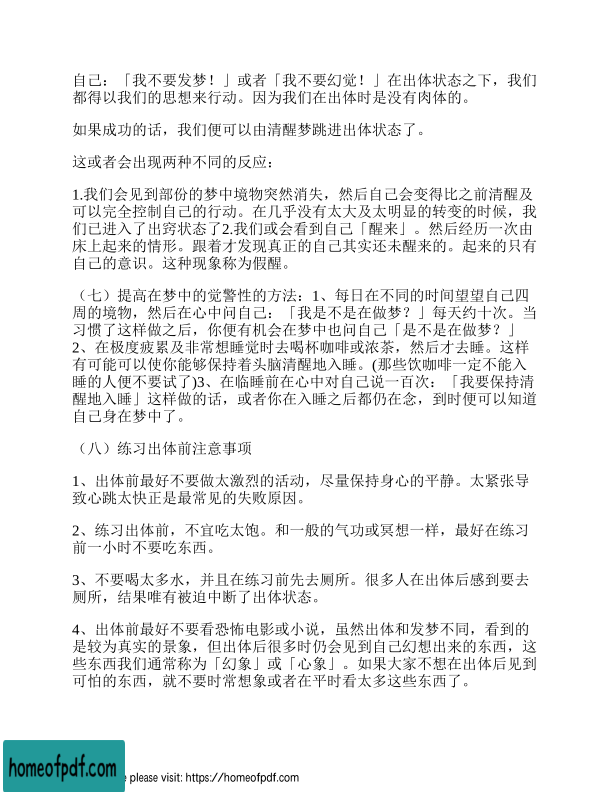 自己：「我不要发梦！」或者「我不要幻觉！」在出体状态之下，我们
都得以我们的思想来行动。因为我们在出体时是没有肉体的。
如果成功的话，我们便可以由清醒梦跳进出体状态了。
这或者会出现两种不同的反应：
1.我们会见到部份的梦中境物突然消失，然后自己会变得比之前清醒及
可以完全控制自己的行动。在几乎没有太大及太明显的转变的时候，我
们已进入了出窍状态了2.我们或会看到自己「醒来」。然后经历一次由
床上起来的情形。跟着才发现真正的自己其实还未醒来的。起来的只有
自己的意识。这种现象称为假醒。
（七）提高在梦中的觉警性的方法：1、每日在不同的时间望望自己四
周的境物，然后在心中问自己：「我是不是在做梦？」每天约十次。当
习惯了这样做之后，你便有机会在梦中也问自己「是不是在做梦？」
2、在极度疲累及非常想睡觉时去喝杯咖啡或浓茶，然后才去睡。这样
有可能可以使你能够保持着头脑清醒地入睡。(那些饮咖啡一定不能入
睡的人便不要试了)3、在临睡前在心中对自己说一百次：「我要保持清
醒地入睡」这样做的话，或者你在入睡之后都仍在念，到时便可以知道
自己身在梦中了。
（八）练习出体前注意事项
1、出体前最好不要做太激烈的活动，尽量保持身心的平静。太紧张导
致心跳太快正是最常见的失败原因。
2、练习出体前，不宜吃太饱。和一般的气功或冥想一样，最好在练习
前一小时不要吃东西。
3、不要喝太多水，并且在练习前先去厕所。很多人在出体后感到要去
厕所，结果唯有被迫中断了出体状态。
4、出体前最好不要看恐怖电影或小说，虽然出体和发梦不同，看到的
是较为真实的景象，但出体后很多时仍会见到自己幻想出来的东西，这
些东西我们通常称为「幻象」或「心象」。如果大家不想在出体后见到
可怕的东西，就不要时常想象或者在平时看太多这些东西了。
homeofpdf.com
e please visit: https://homeofpdf.com